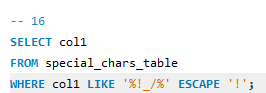 -- 16
SELECT col1
FROM special_chars_table
WHERE col1 LIKE '%!_/%' ESCAPE '!';